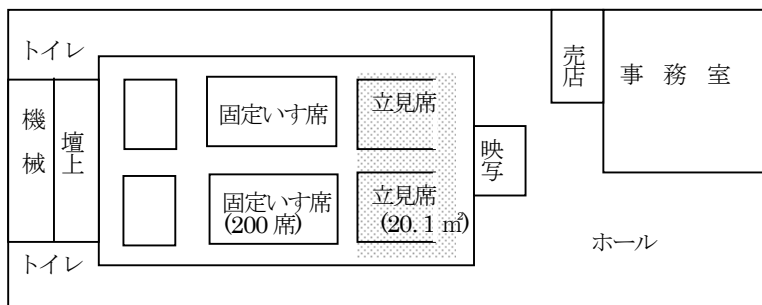 トイレ
機械
壇上
固定いす席
立見席
固定いす席
(200 席)
立見席
(20.1 ㎡)
映写
売店
事 務 室
ホール
トイレ